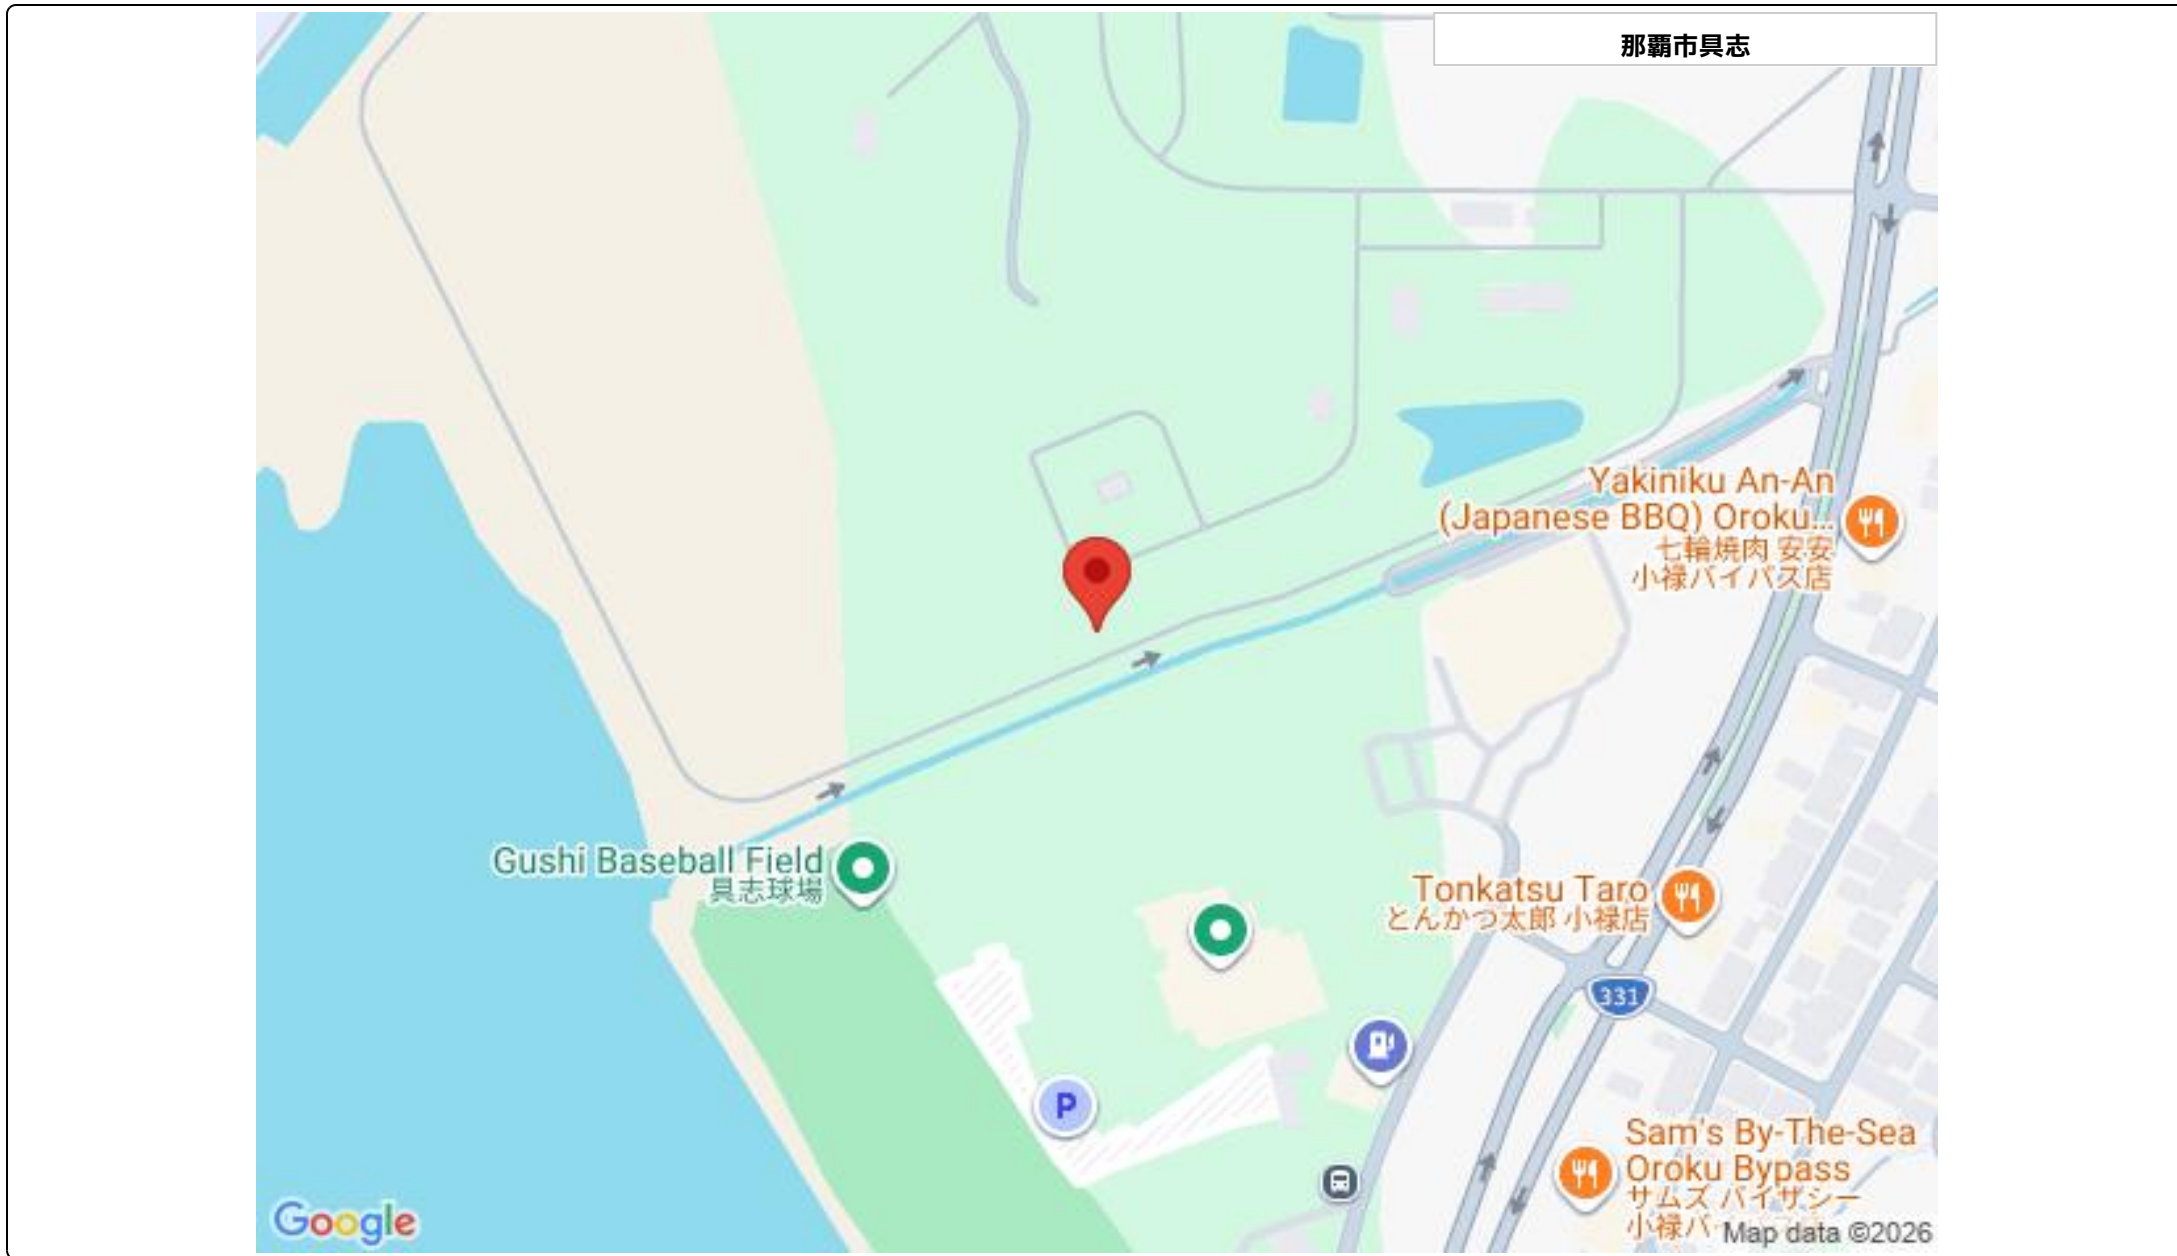 那覇市具志
Yakiniku An-An
(Japanese BBQ) Oroku...
七輪焼肉 安安
小禄バイパス店
Gushi Baseball Field
具志球場
Tonkatsu Taro
とんかつ太郎 小禄店
331
P
Sam's By-The-Sea
Oroku Bypass
サムズ バイザシー
小禄バ
Google
Map data ©2026